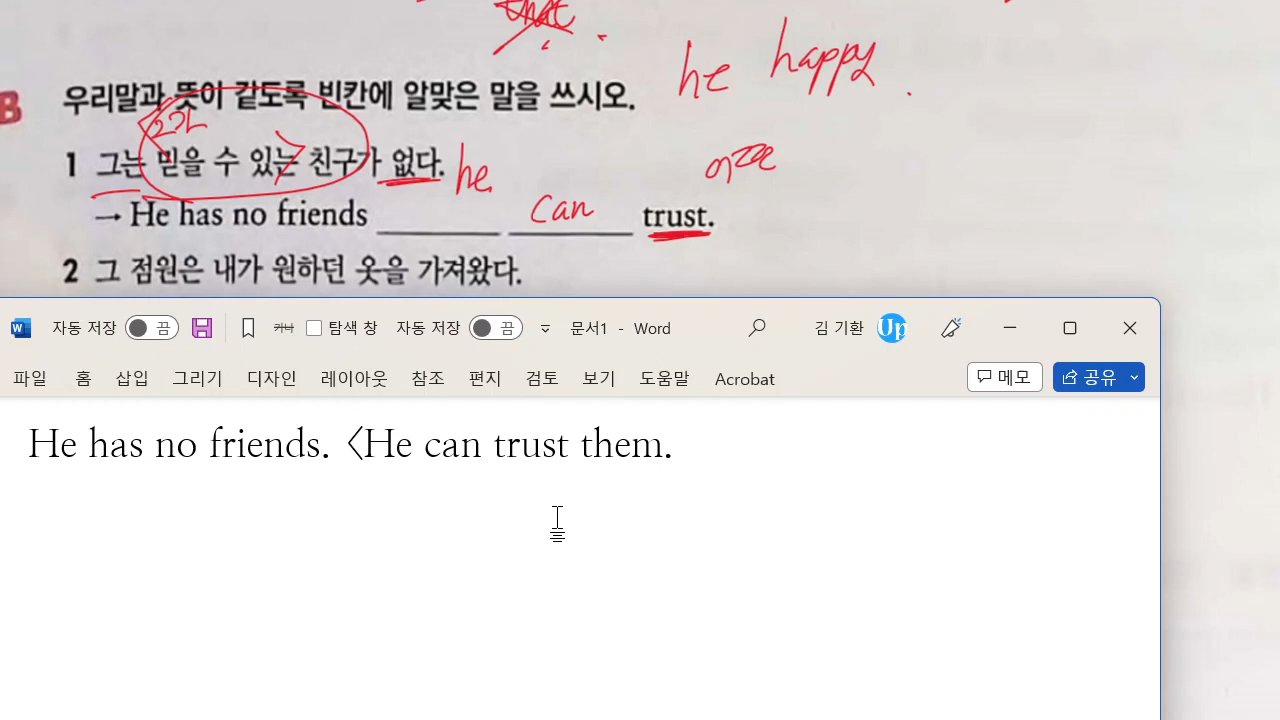 that
he happy.
B 우리말과 뜻이 같도록 빈칸에 알맞은 말을 쓰시오.
1 그는 믿을 수 있는 친구가 없다. he
→ He has no friends ________ can trust.
2 그 점원은 내가 원하던 옷을 가져왔다.
자동 저장 끔 가나 탐색 창 자동 저장 끔 문서1 - Word 김 기환 Up
파일 홈 삽입 그리기 디자인 레이아웃 참조 편지 검토 보기 도움말 Acrobat 메모 공유
He has no friends. <He can trust them.